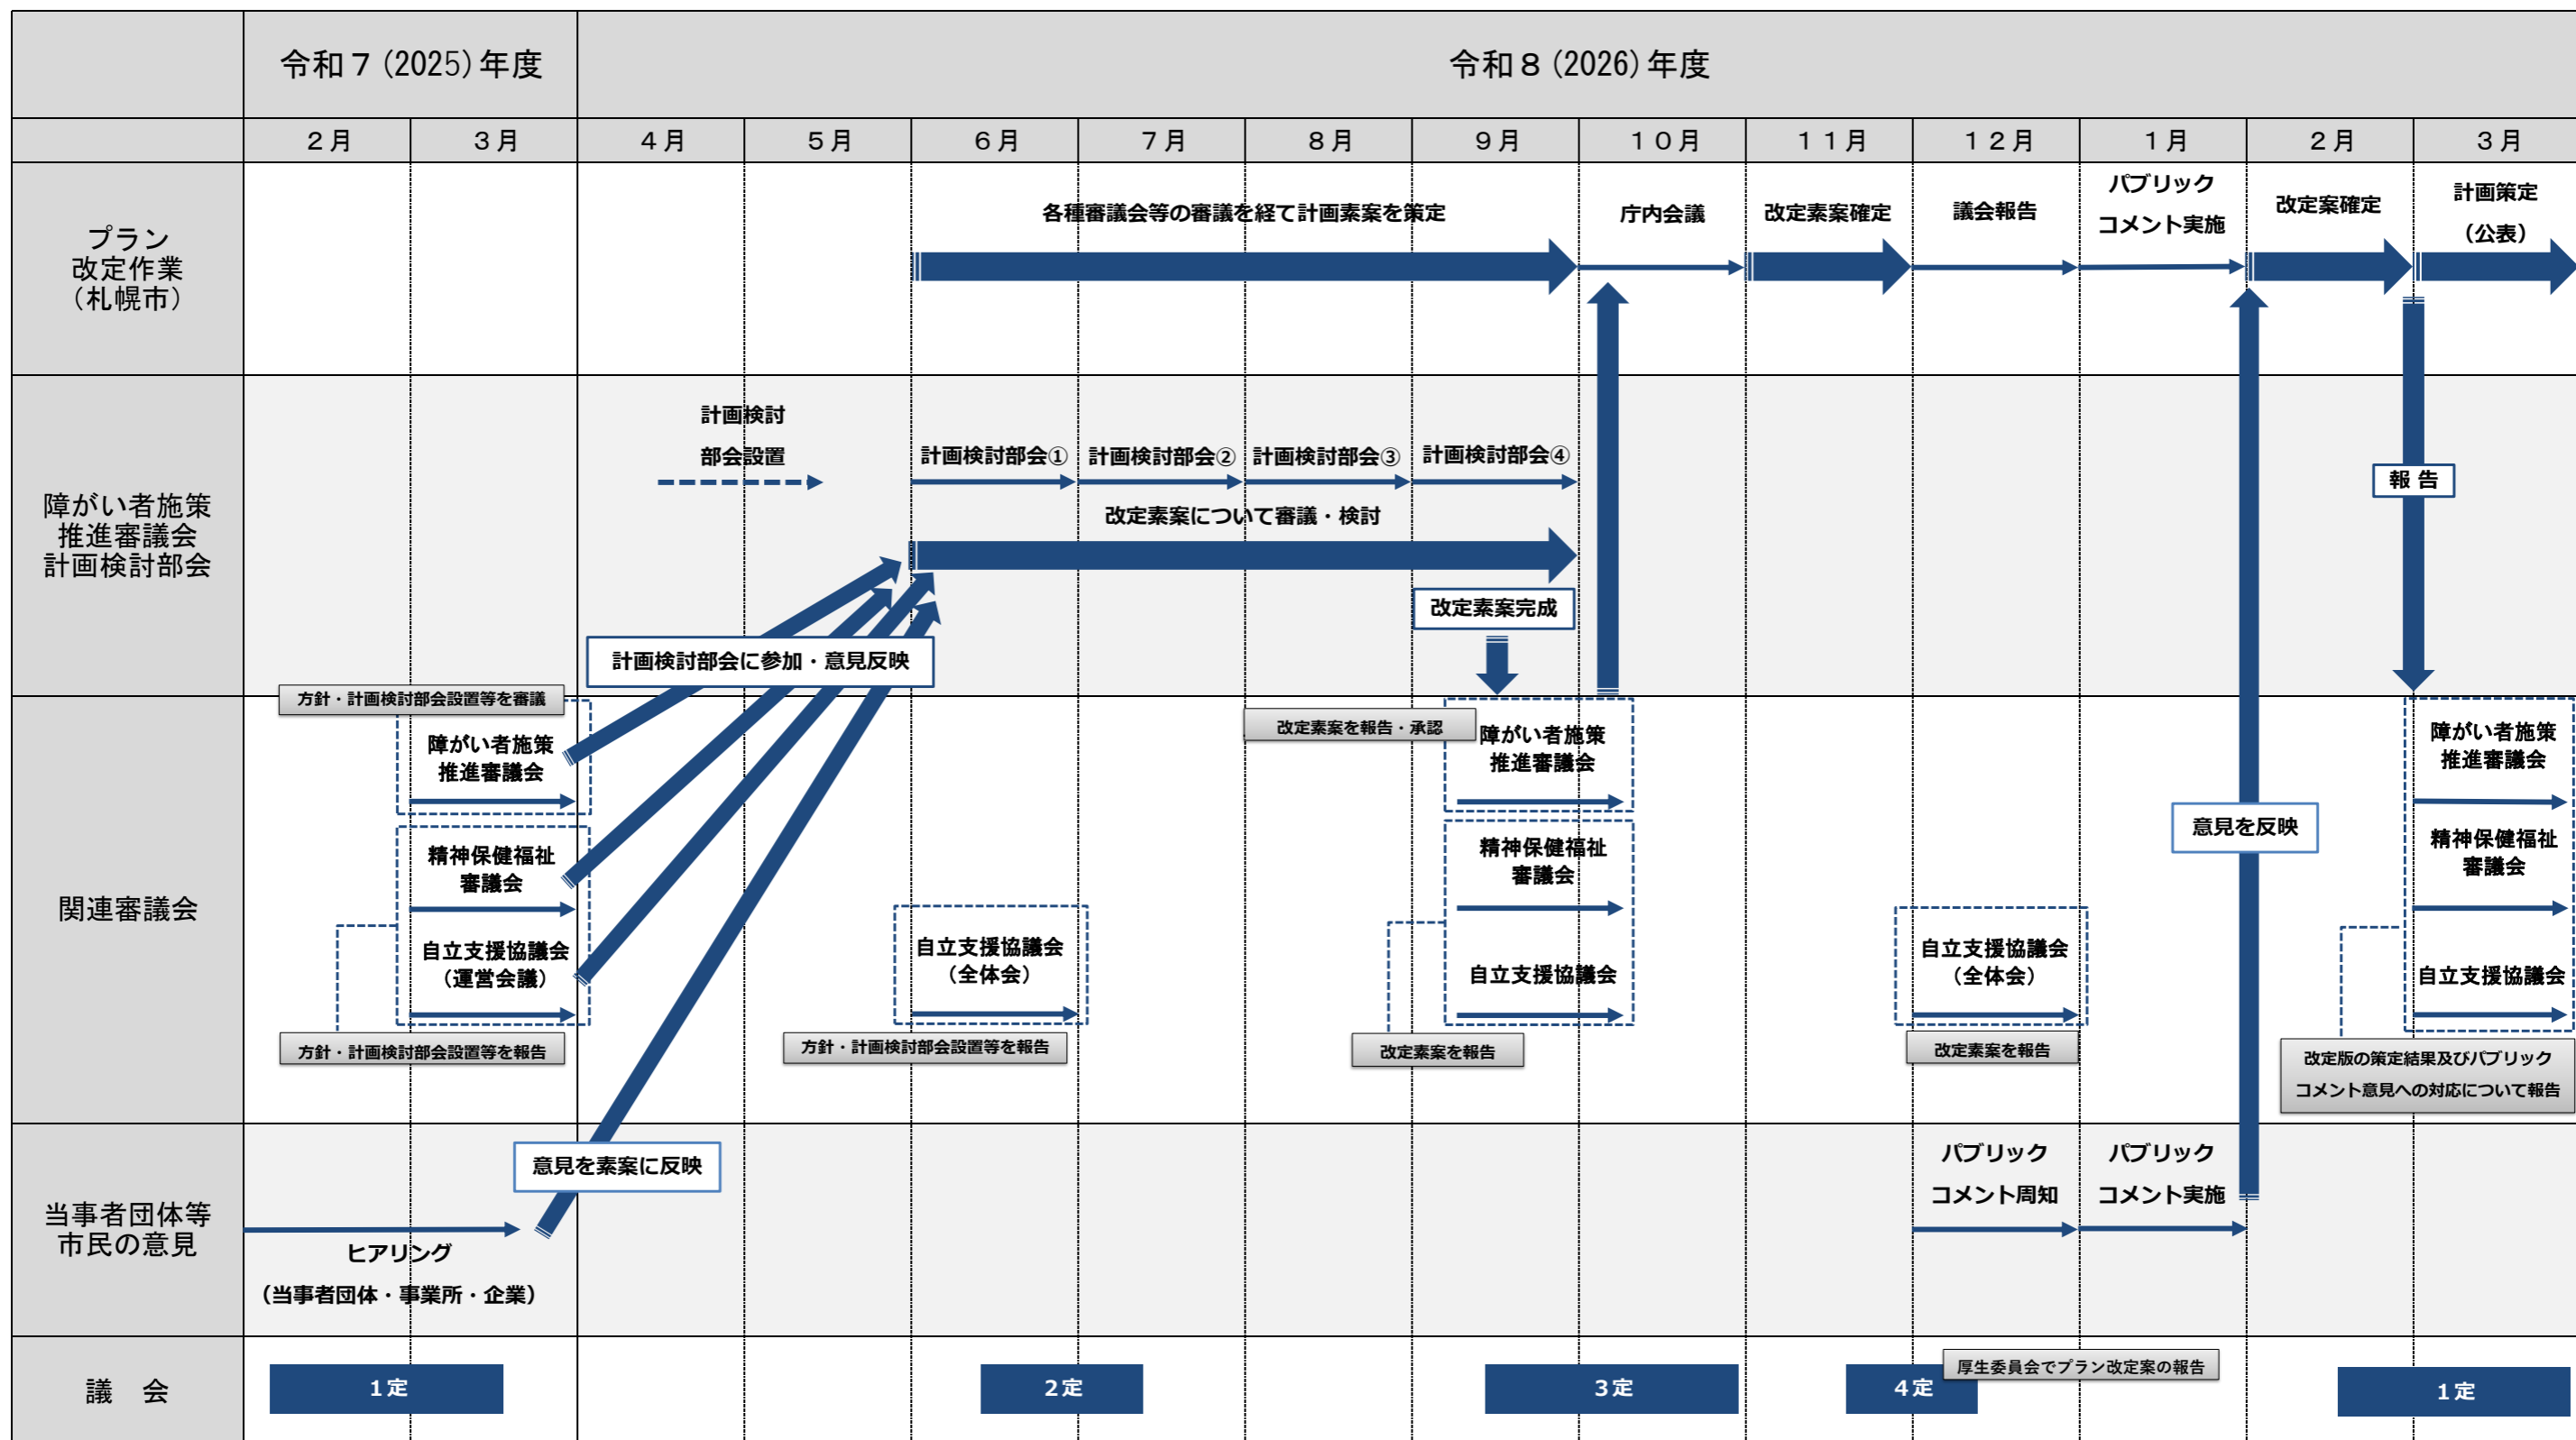 令和７(2025)年度
令和８(2026)年度
２月
３月
４月
５月
６月
７月
８月
９月
１０月
１１月
１２月
１月
２月
３月
プラン
改定作業
（札幌市）
各種審議会等の審議を経て計画素案を策定
庁内会議
改定素案確定
議会報告
パブリック
コメント実施
改定案確定
計画策定
（公表）
障がい者施策
推進審議会
計画検討部会
計画検討
部会設置
計画検討部会①
計画検討部会②
計画検討部会③
計画検討部会④
改定素案について審議・検討
改定素案完成
報 告
計画検討部会に参加・意見反映
関連審議会
方針・計画検討部会設置等を審議
障がい者施策
推進審議会
精神保健福祉
審議会
自立支援協議会
（運営会議）
方針・計画検討部会設置等を報告
自立支援協議会
（全体会）
方針・計画検討部会設置等を報告
改定素案を報告・承認
障がい者施策
推進審議会
精神保健福祉
審議会
自立支援協議会
改定素案を報告
自立支援協議会
（全体会）
改定素案を報告
意見を反映
障がい者施策
推進審議会
精神保健福祉
審議会
自立支援協議会
改定版の策定結果及びパブリック
コメント意見への対応について報告
当事者団体等
市民の意見
意見を素案に反映
ヒアリング
（当事者団体・事業所・企業）
パブリック
コメント周知
パブリック
コメント実施
議　会
１定
２定
３定
４定
厚生委員会でプラン改定案の報告
１定